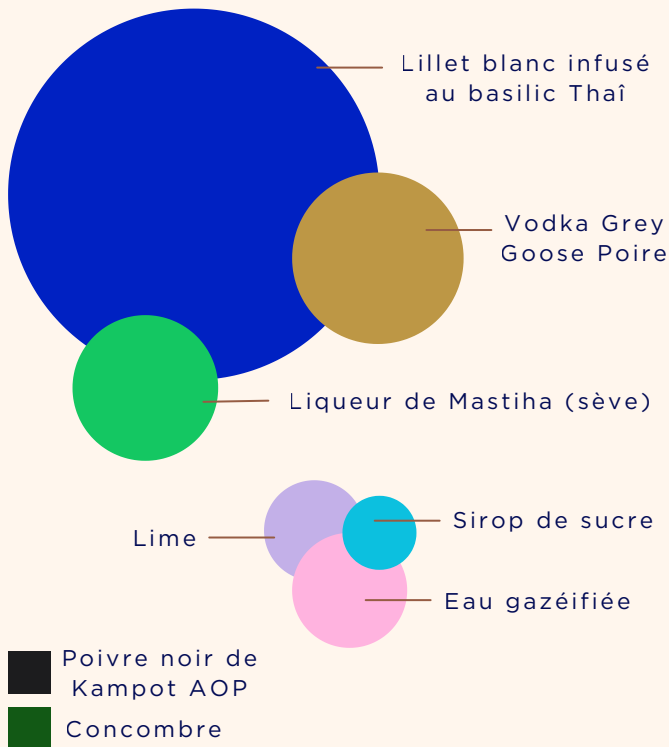 Lillet blanc infusé
au basilic Thaî
Vodka Grey
Goose Poire
Liqueur de Mastiha (sève)
Sirop de sucre
Lime
Eau gazéifiée
Poivre noir de
Kampot AOP
Concombre